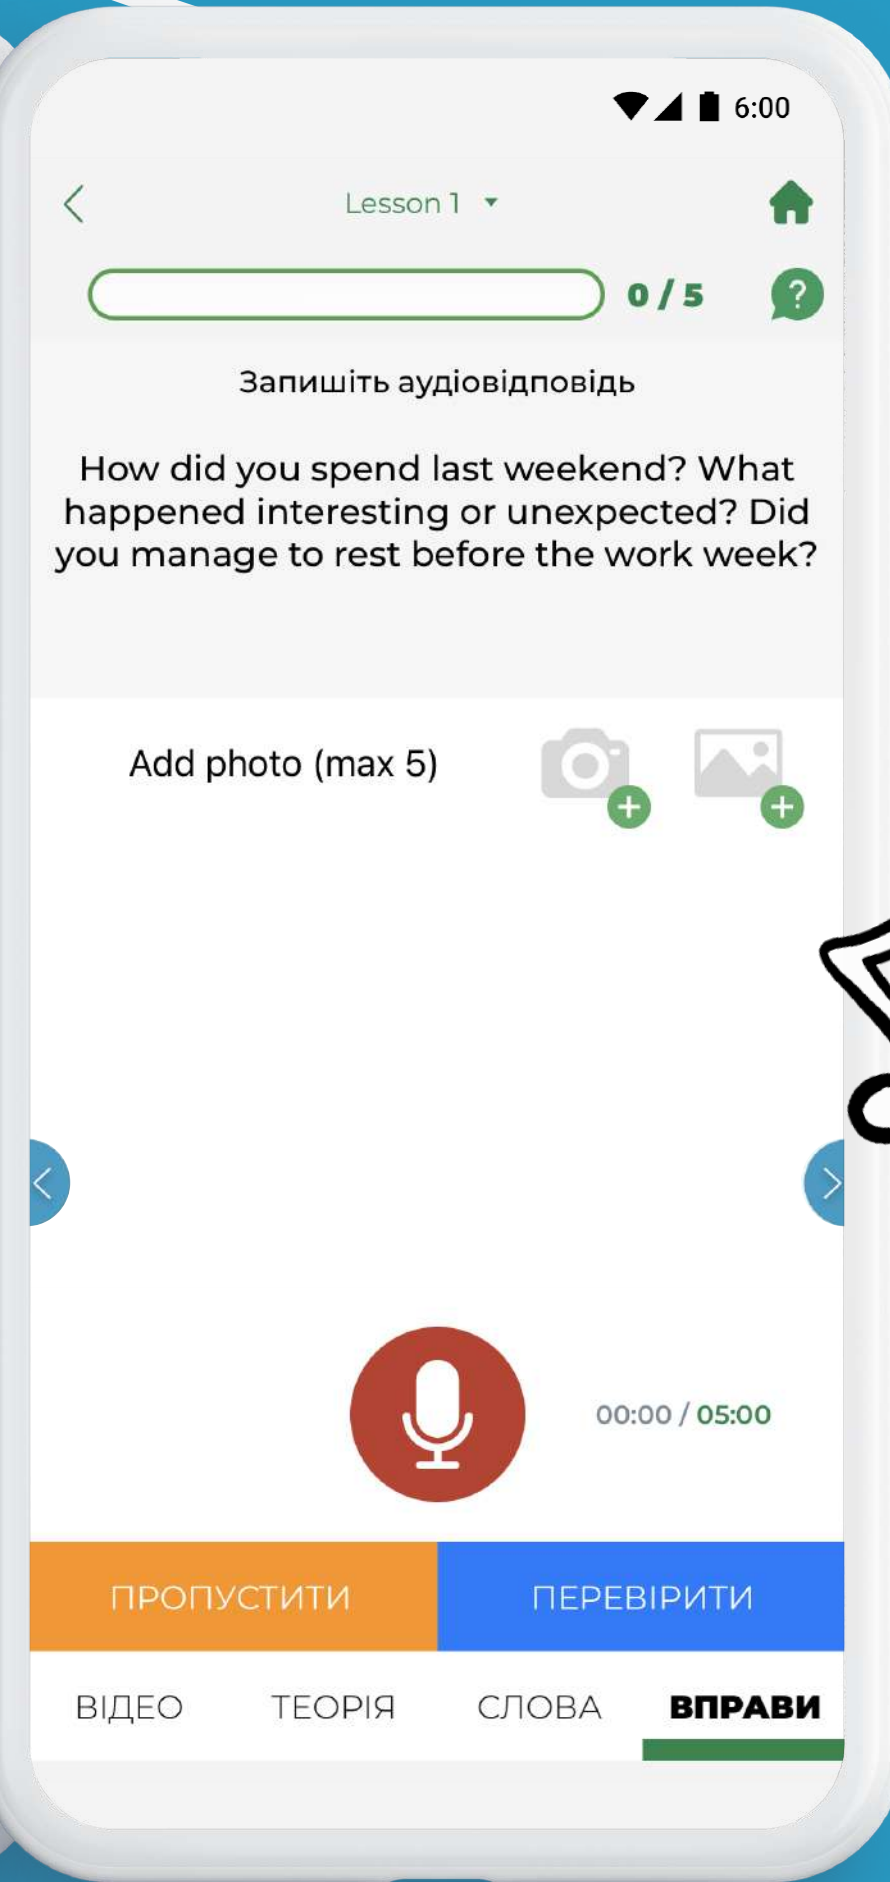 6:00
Lesson 1
0 / 5
?
Запишіть аудіовідповідь
How did you spend last weekend? What
happened interesting or unexpected? Did
you manage to rest before the work week?
Add photo (max 5)
00:00 / 05:00
ПРОПУСТИТИ ПЕРЕВІРИТИ
ВІДЕО ТЕОРІЯ СЛОВА ВПРАВИ